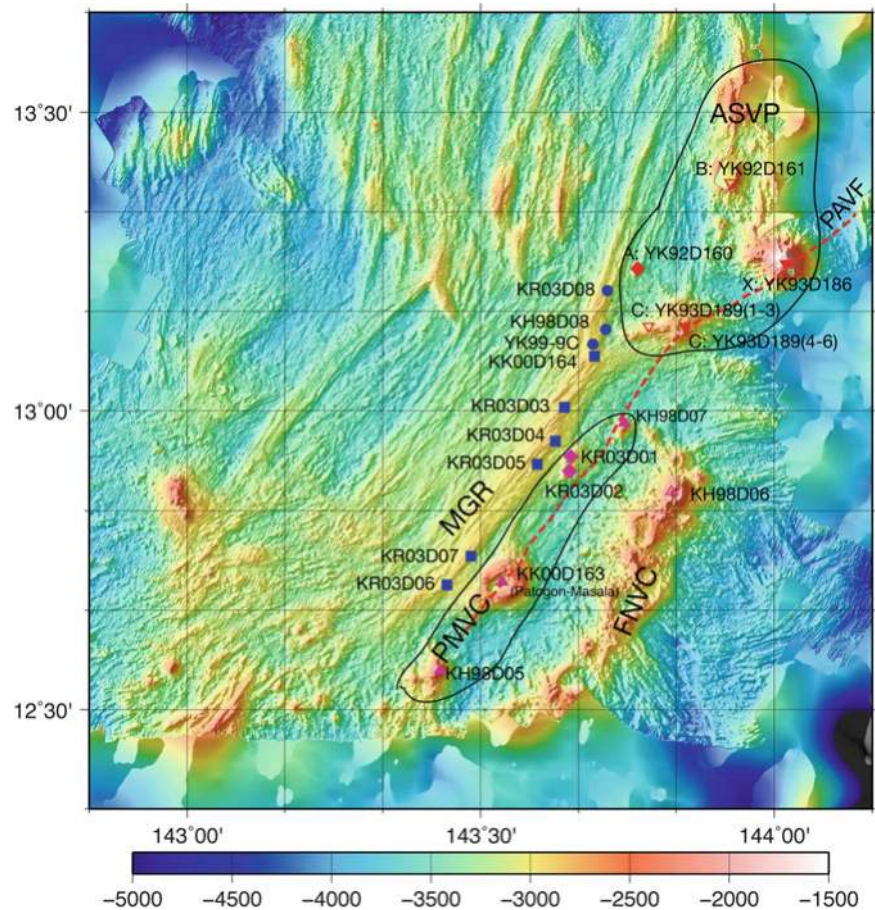 13°30'
ASVP
B: YK92D161
PAVF
A: YK92D160
X: YK93D186
KR03D08
C: YK93D189(1-3)
KH98D08
YK99-9C
C: YK93D189(4-6)
KK00D164
13°00'
KR03D03
KH98D07
KR03D04
KR03D01
KR03D05
KR03D02
KH98D06
MGR
KR03D07
KK00D163
(Patogon-Masala)
KR03D06
FNVC
PMVC
KH98D05
12°30'
143°00' 143°30' 144°00'
−5000 −4500 −4000 −3500 −3000 −2500 −2000 −1500